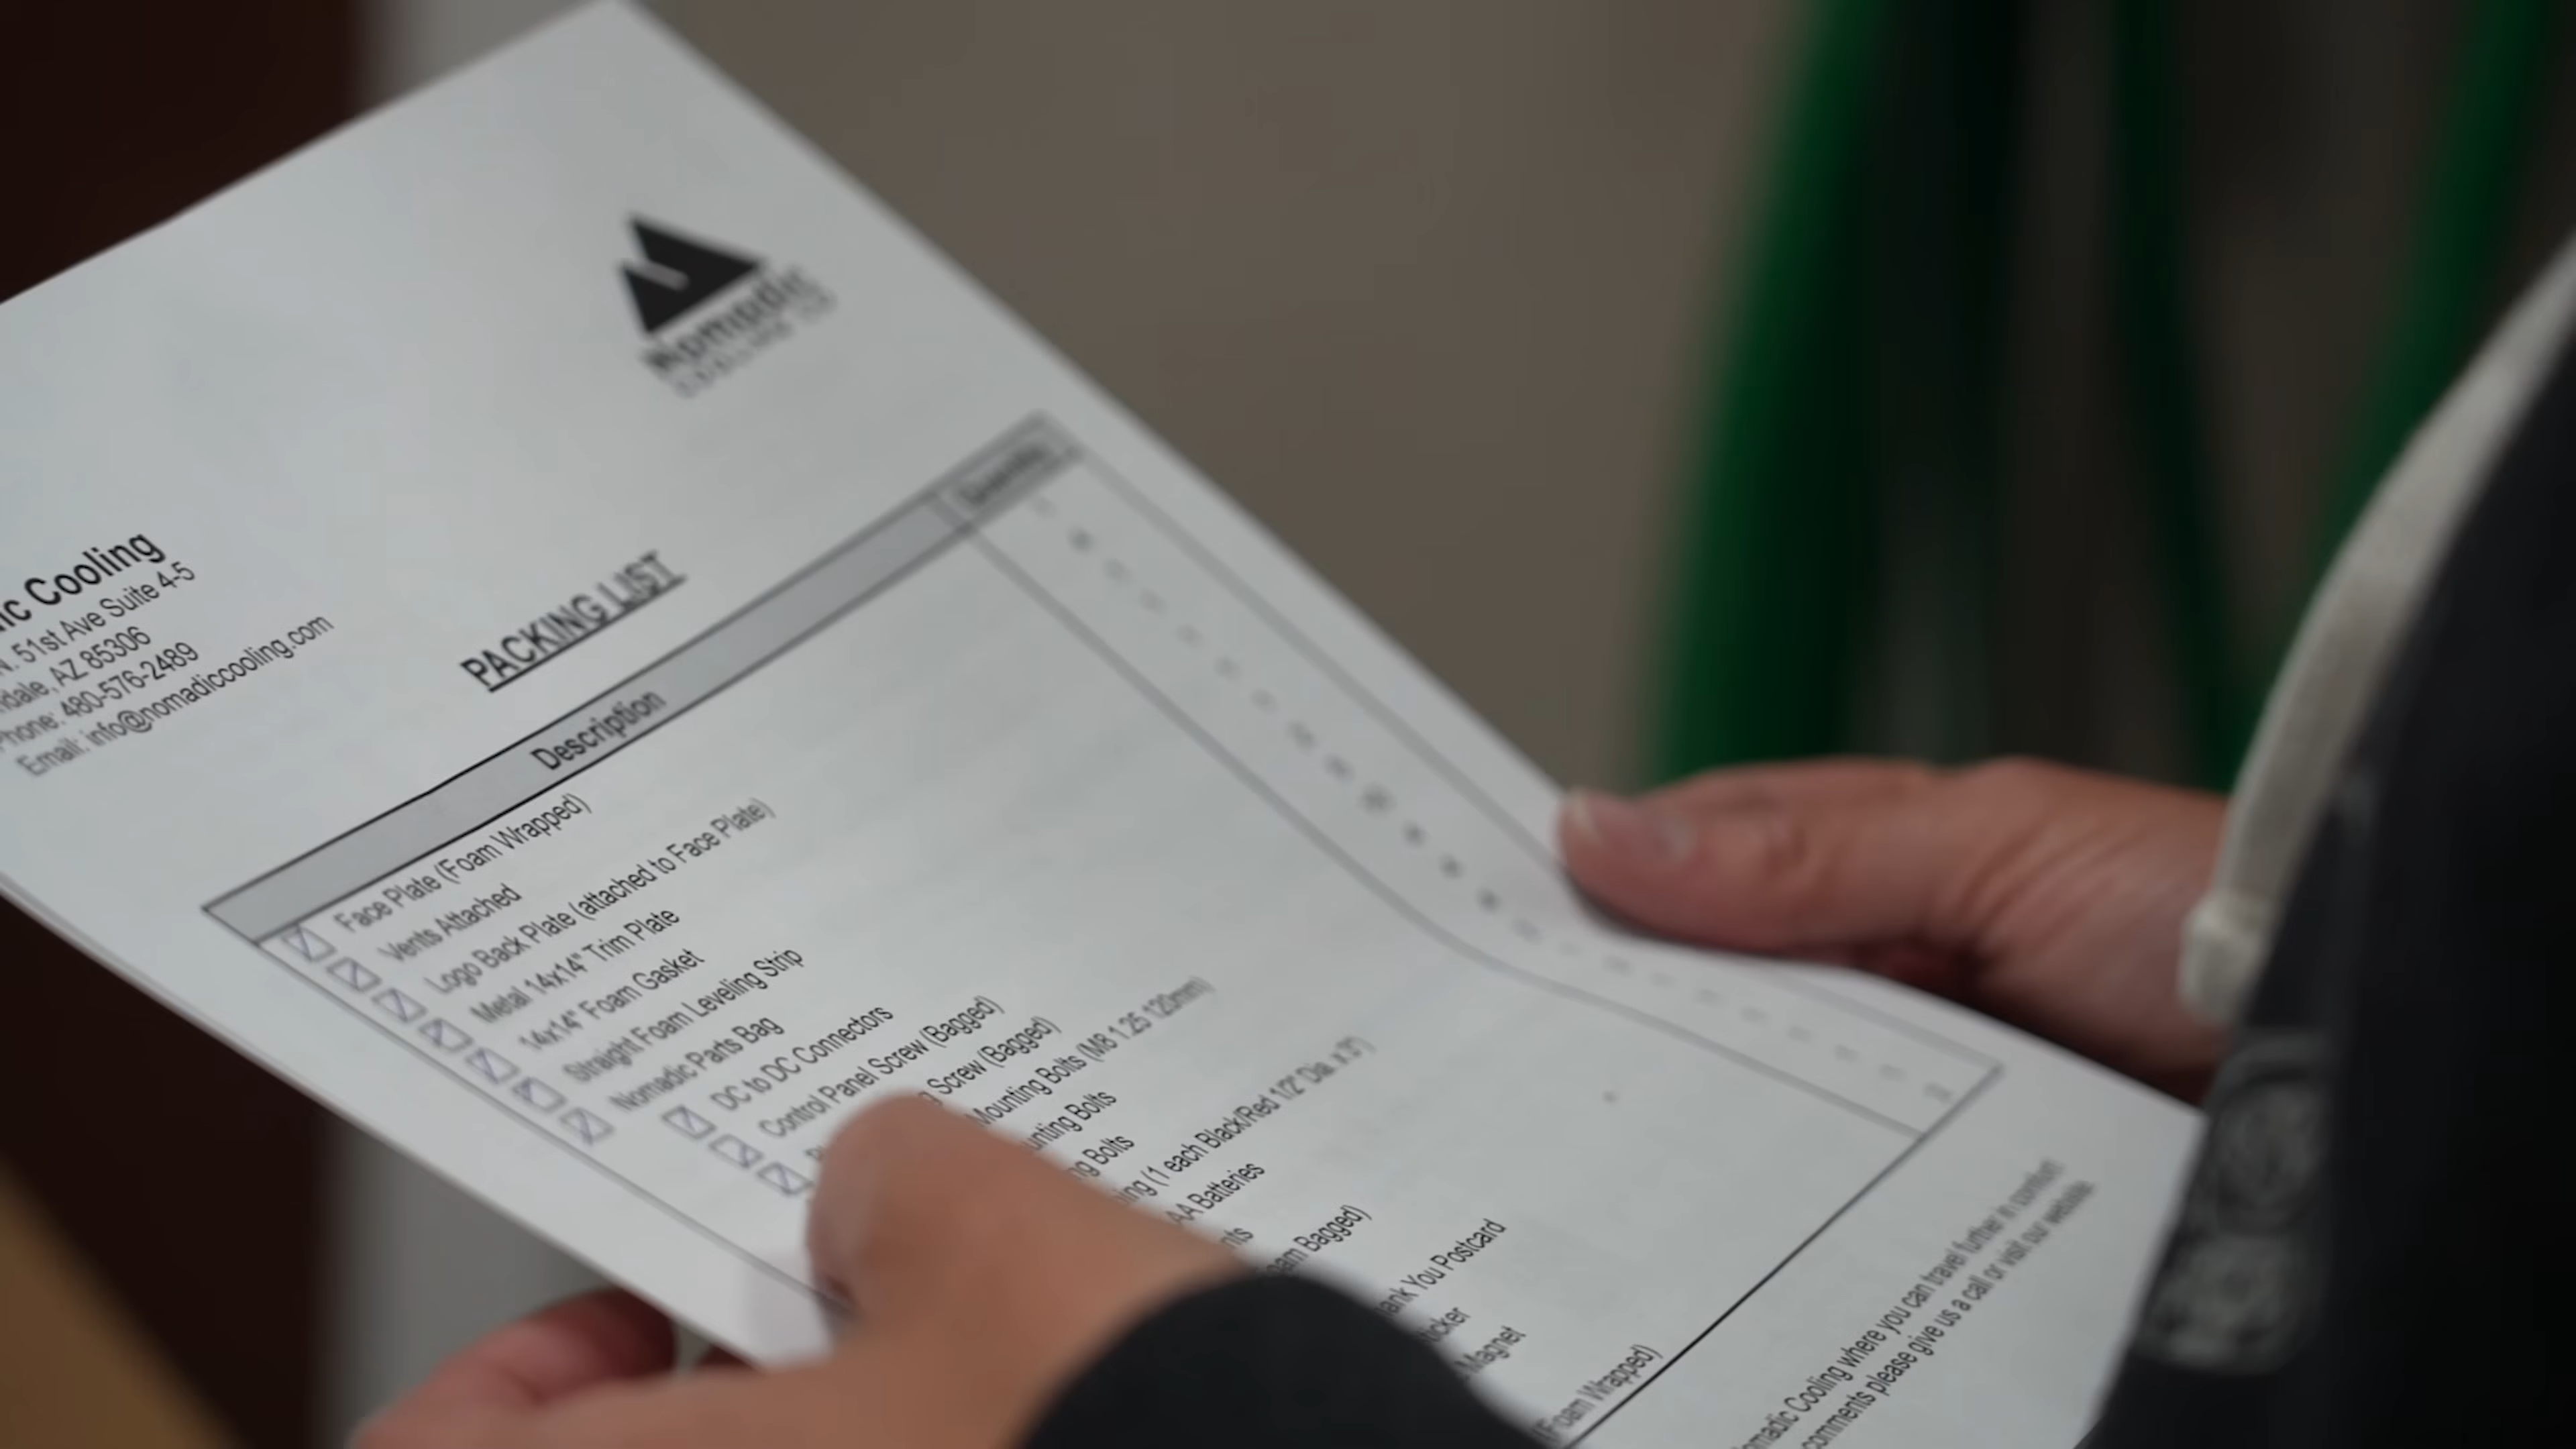 Nomadic
ic Cooling
N. 51st Ave Suite 4-5
ndale, AZ 85306
Phone: 480-576-2489
Email: info@nomadiccooling.com
PACKING LIST
Description Quantity
Face Plate (Foam Wrapped)
Vents Attached
Logo Back Plate (attached to Face Plate)
Metal 14x14" Trim Plate
14x14" Foam Gasket
Straight Foam Leveling Strip
Nomadic Parts Bag
DC to DC Connectors
Control Panel Screw (Bagged)
g Screw (Bagged)
Mounting Bolts (M8 1.25 120mm)
unting Bolts
ng Bolts
bing (1 each Black/Red 1/2" Dia. x 3")
AA Batteries
nts
am Bagged)
ank You Postcard
icker
Magnet
(Foam Wrapped)
omadic Cooling where you can travel further in comfort.
comments please give us a call or visit our website.